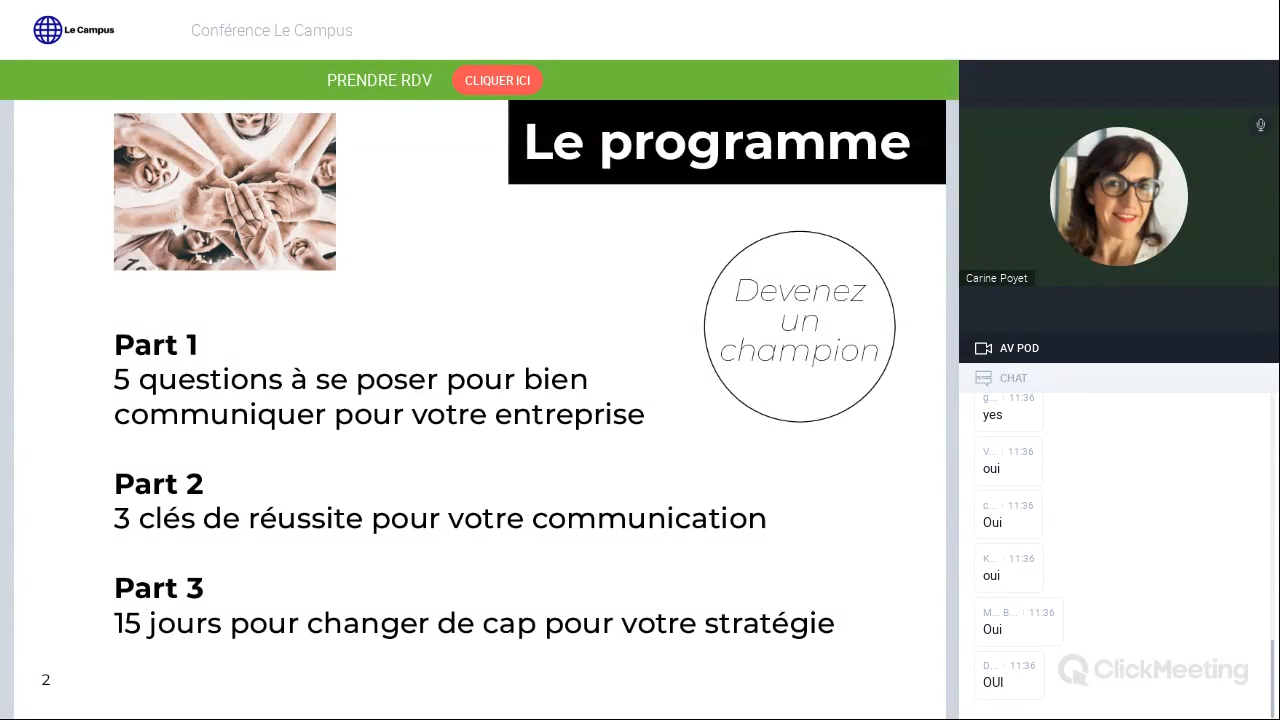 Le Campus
Conférence Le Campus
PRENDRE RDV CLIQUER ICI
Le programme
Devenez
un
champion
Part 1
5 questions à se poser pour bien
communiquer pour votre entreprise
Part 2
3 clés de réussite pour votre communication
Part 3
15 jours pour changer de cap pour votre stratégie
2
Carine Poyet
AV POD
CHAT
g... 11:36
yes
V... 11:36
oui
c... 11:36
Oui
K... 11:36
oui
M... B... 11:36
Oui
D... 11:36
OUI
ClickMeeting